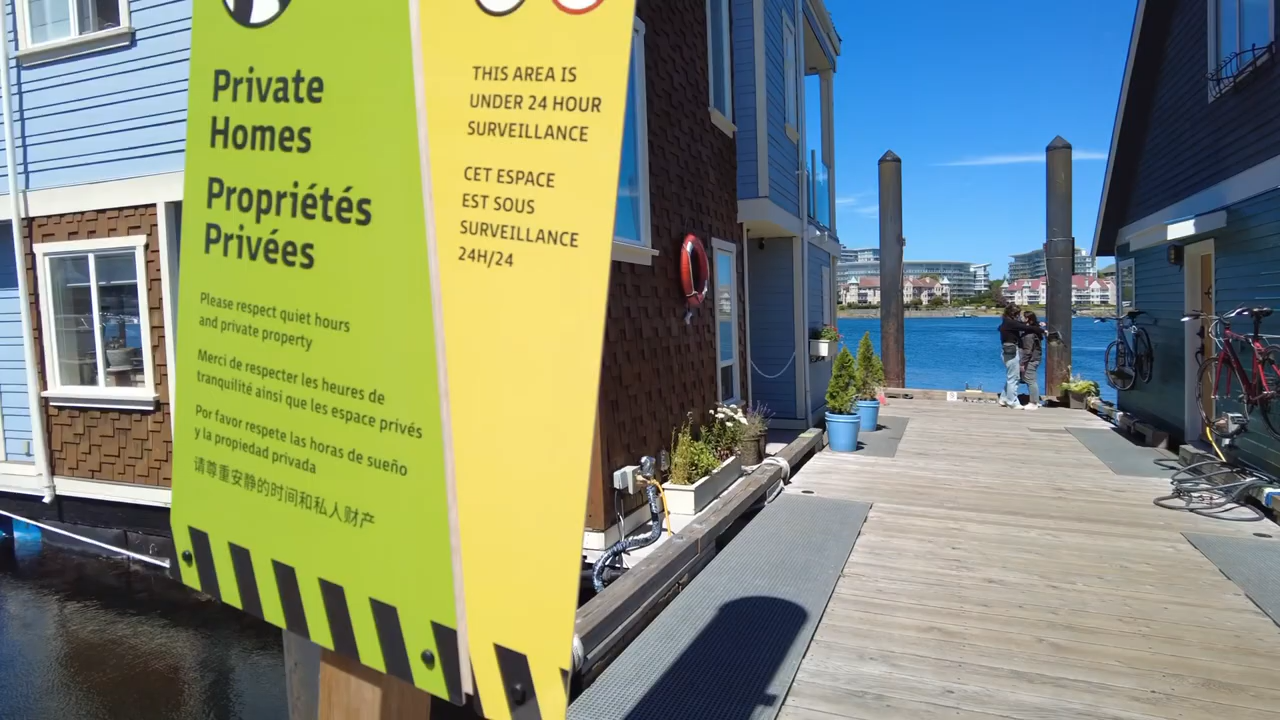 Private
Homes
Propriétés
Privées
Please respect quiet hours
and private property
Merci de respecter les heures de
tranquilité ainsi que les espace privés
Por favor respete las horas de sueño
y la propiedad privada
请尊重安静的时间和私人财产
THIS AREA IS
UNDER 24 HOUR
SURVEILLANCE
CET ESPACE
EST SOUS
SURVEILLANCE
24H/24